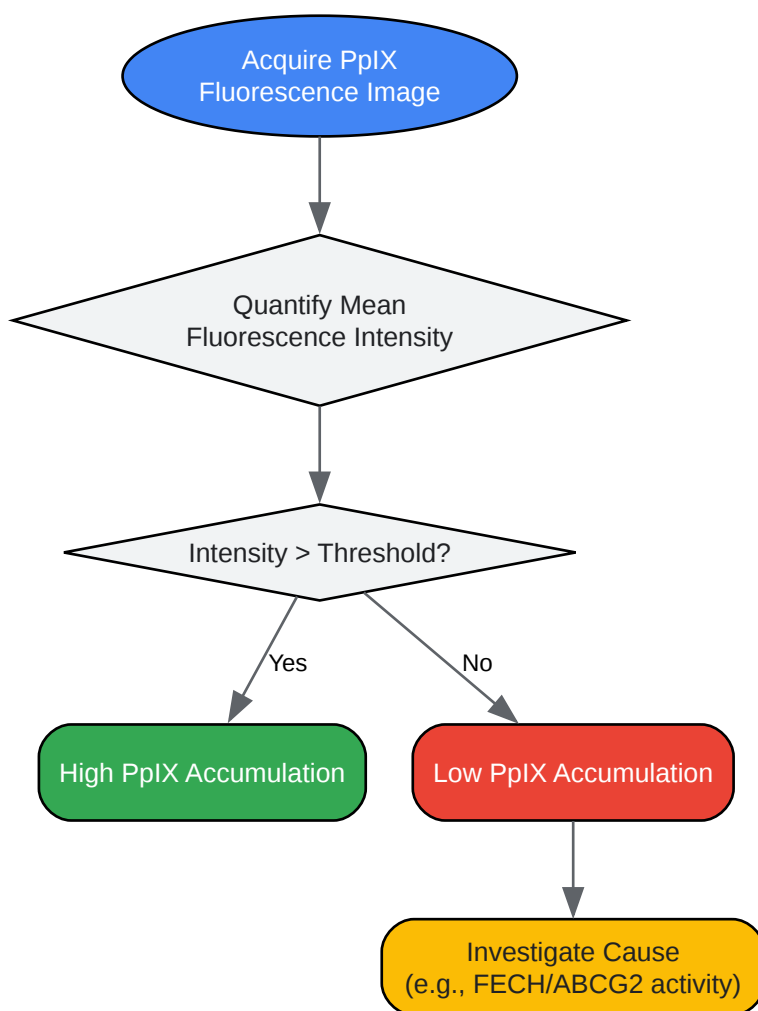 Acquire PpIX
Fluorescence Image
Quantify Mean
Fluorescence Intensity
Intensity > Threshold?
Yes
No
High PpIX Accumulation
Low PpIX Accumulation
Investigate Cause
(e.g., FECH/ABCG2 activity)